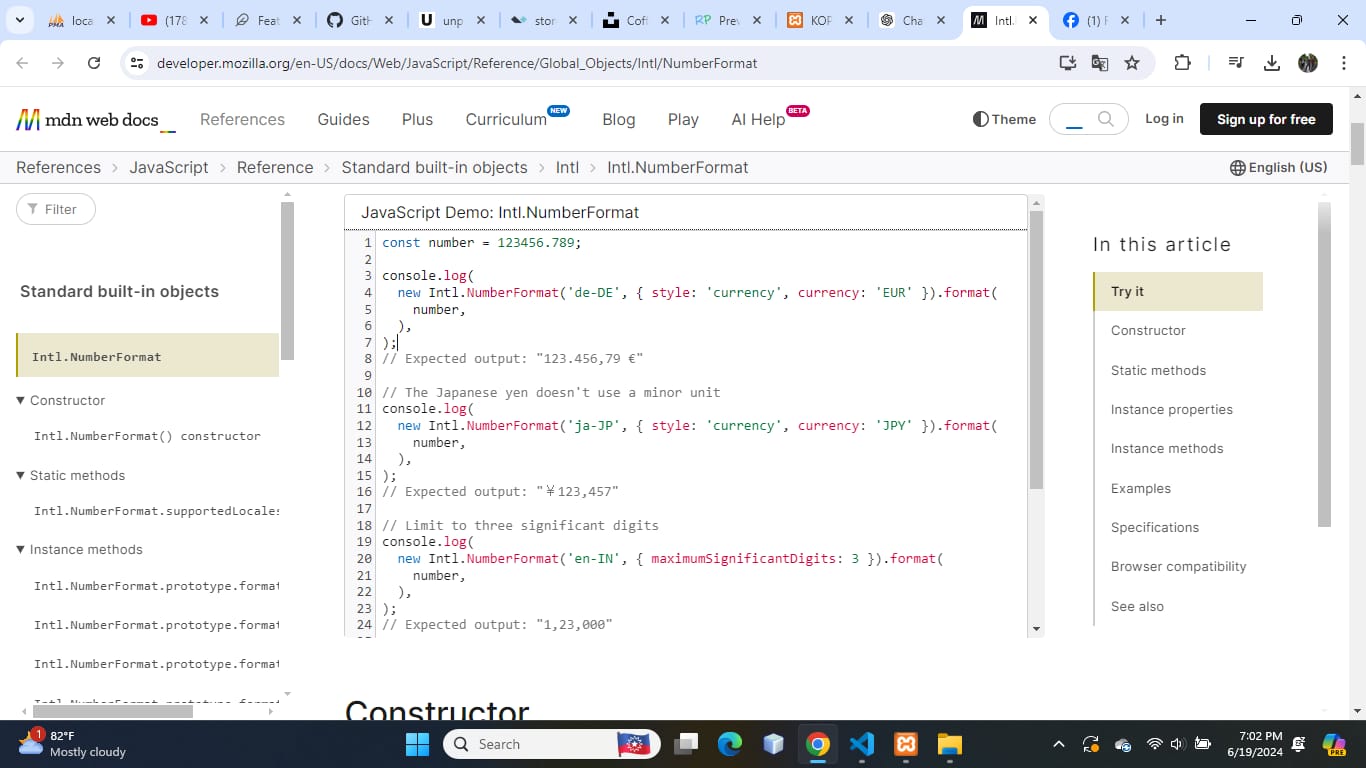 loca
(178
Feat
GitH
unp
stor
Coff
Prev
KOP
Cha
Intl.
(1) F
developer.mozilla.org/en-US/docs/Web/JavaScript/Reference/Global_Objects/Intl/NumberFormat
mdn web docs
References
Guides
Plus
Curriculum NEW
Blog
Play
AI Help BETA
Theme
Log in
Sign up for free
References > JavaScript > Reference > Standard built-in objects > Intl > Intl.NumberFormat
English (US)
Filter
Standard built-in objects
Intl.NumberFormat
Constructor
Intl.NumberFormat() constructor
Static methods
Intl.NumberFormat.supportedLocales
Instance methods
Intl.NumberFormat.prototype.format
Intl.NumberFormat.prototype.format
Intl.NumberFormat.prototype.format
Intl.NumberFormat.prototype.format
JavaScript Demo: Intl.NumberFormat
1 const number = 123456.789;
2
3 console.log(
4 new Intl.NumberFormat('de-DE', { style: 'currency', currency: 'EUR' }).format(
5 number,
6 ),
7 );
8 // Expected output: "123.456,79 €"
9
10 // The Japanese yen doesn't use a minor unit
11 console.log(
12 new Intl.NumberFormat('ja-JP', { style: 'currency', currency: 'JPY' }).format(
13 number,
14 ),
15 );
16 // Expected output: "￥123,457"
17
18 // Limit to three significant digits
19 console.log(
20 new Intl.NumberFormat('en-IN', { maximumSignificantDigits: 3 }).format(
21 number,
22 ),
23 );
24 // Expected output: "1,23,000"
Constructor
In this article
Try it
Constructor
Static methods
Instance properties
Instance methods
Examples
Specifications
Browser compatibility
See also
1
82°F
Mostly cloudy
Search
7:02 PM
6/19/2024
PRE